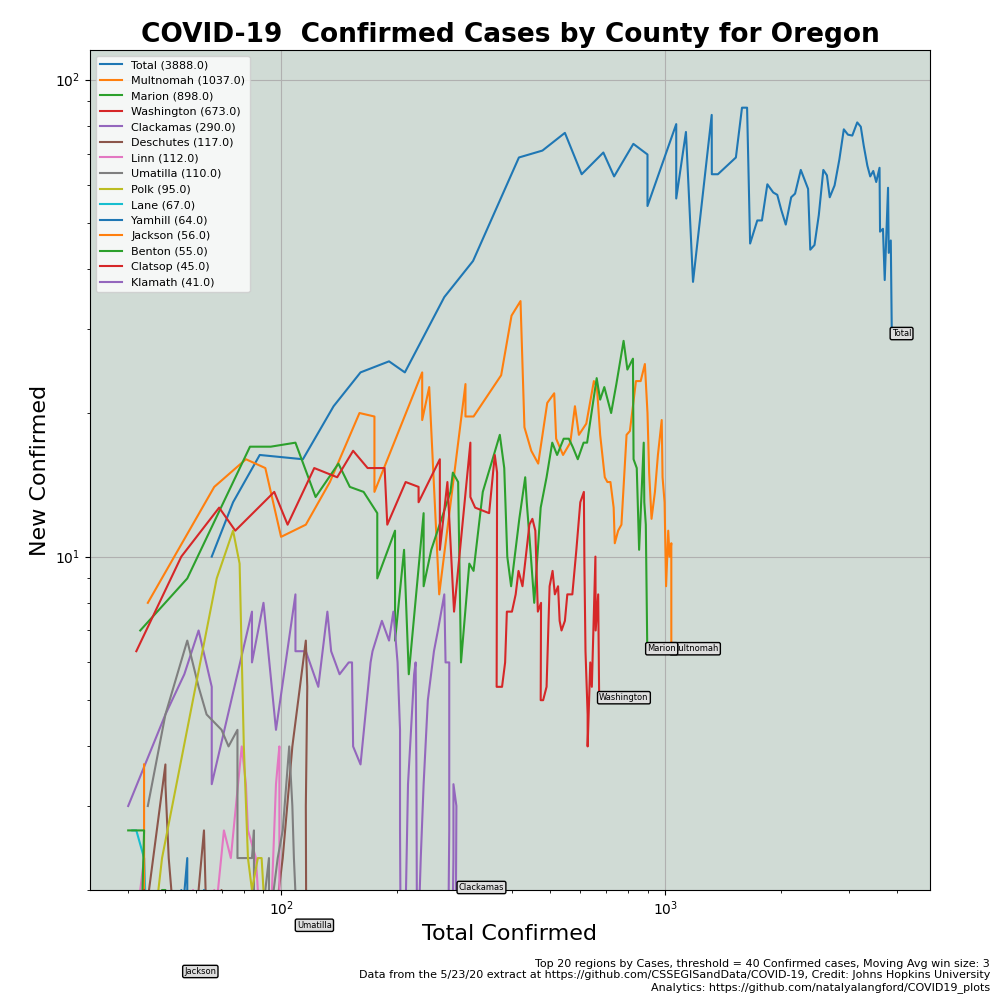 COVID-19  Confirmed Cases by County for Oregon
Total (3888.0)
Multnomah (1037.0)
Marion (898.0)
Washington (673.0)
Clackamas (290.0)
Deschutes (117.0)
Linn (112.0)
Umatilla (110.0)
Polk (95.0)
Lane (67.0)
Yamhill (64.0)
Jackson (56.0)
Benton (55.0)
Clatsop (45.0)
Klamath (41.0)
10²
10¹
New Confirmed
Total
Marion ultnomah
Washington
Clackamas
10² 10³
Umatilla
Total Confirmed
Jackson
Top 20 regions by Cases, threshold = 40 Confirmed cases, Moving Avg win size: 3
Data from the 5/23/20 extract at https://github.com/CSSEGISandData/COVID-19, Credit: Johns Hopkins University
Analytics: https://github.com/natalyalangford/COVID19_plots